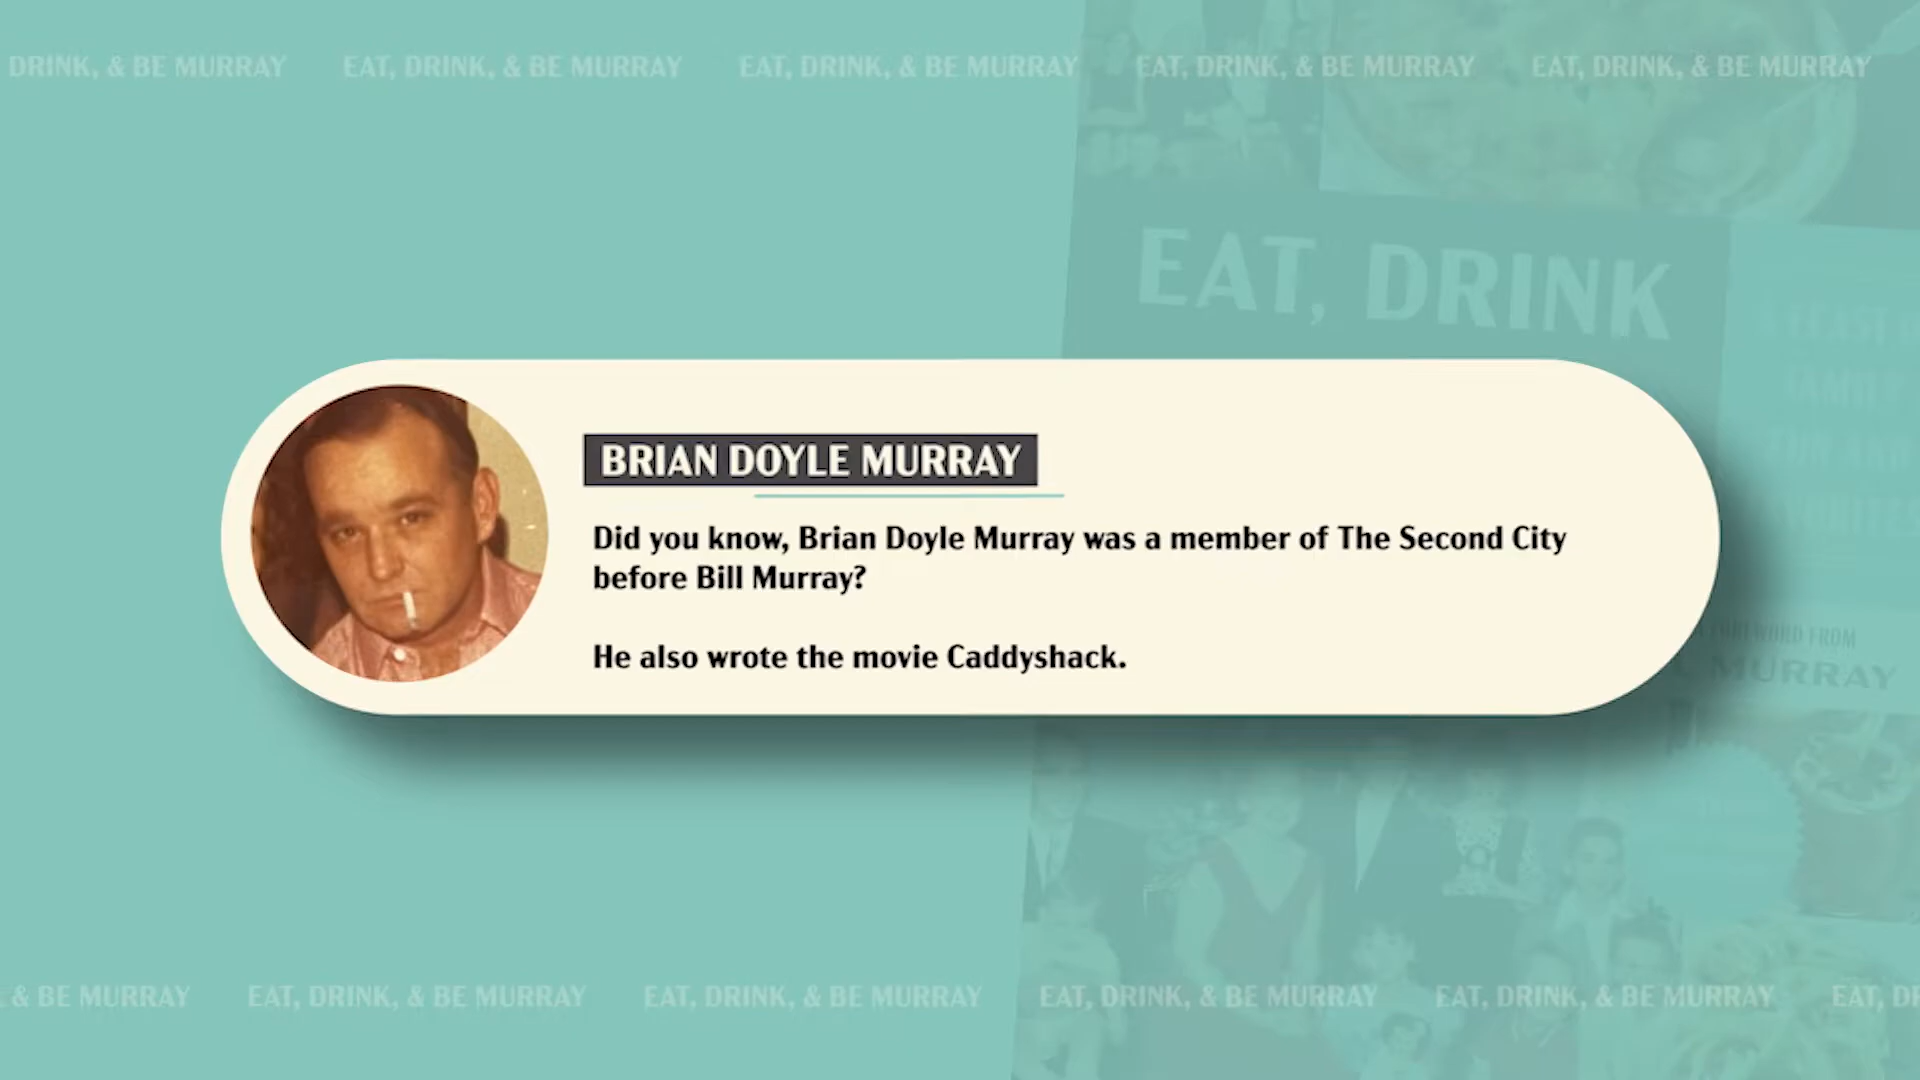 DRINK, & BE MURRAY EAT, DRINK, & BE MURRAY EAT, DRINK, & BE MURRAY EAT, DRINK, & BE MURRAY EAT, DRINK, & BE MURRAY
EAT, DRINK
BRIAN DOYLE MURRAY
Did you know, Brian Doyle Murray was a member of The Second City
before Bill Murray?
He also wrote the movie Caddyshack.
FROM
MURRAY
& BE MURRAY EAT, DRINK, & BE MURRAY EAT, DRINK, & BE MURRAY EAT, DRINK, & BE MURRAY EAT, DRINK, & BE MURRAY EAT,